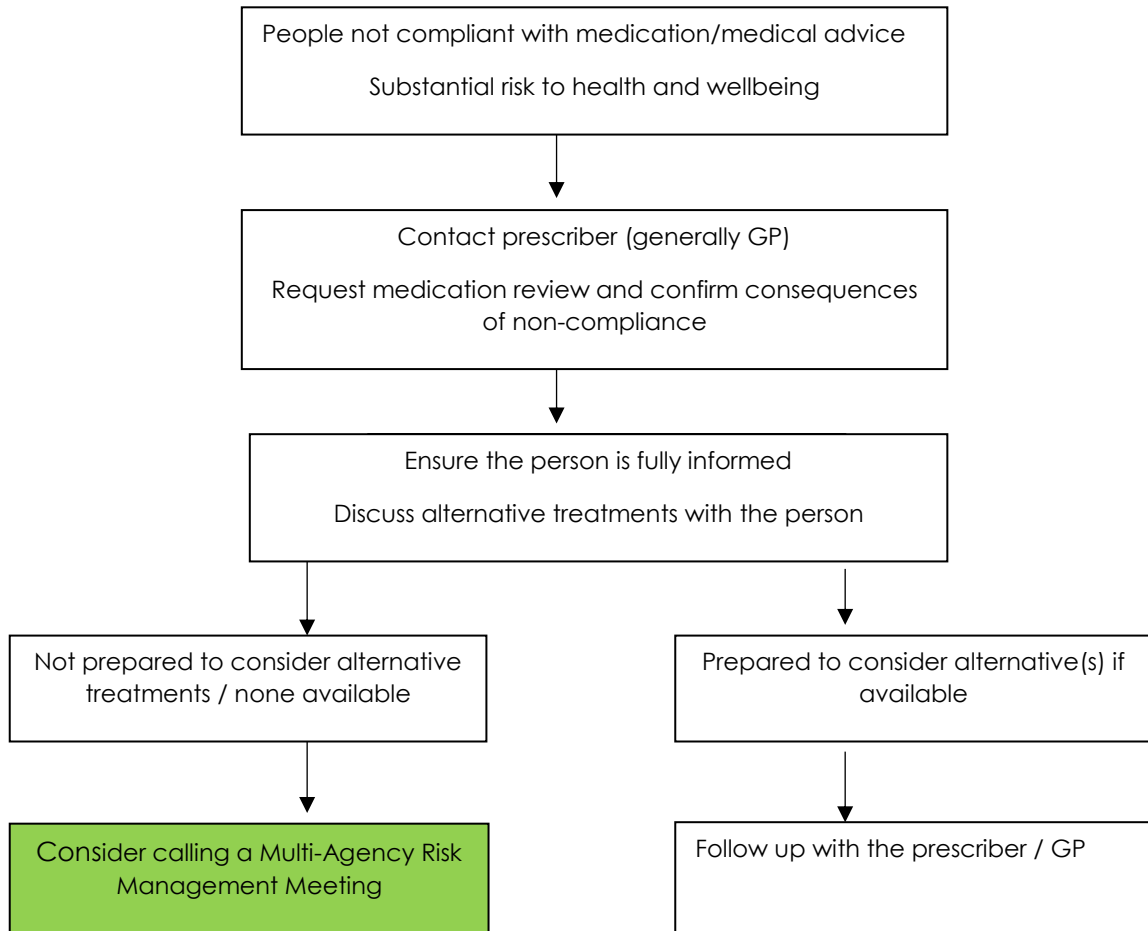 People not compliant with medication/medical advice
Substantial risk to health and wellbeing
Contact prescriber (generally GP)
Request medication review and confirm consequences
of non-compliance
Ensure the person is fully informed
Discuss alternative treatments with the person
Not prepared to consider alternative
treatments / none available
Prepared to consider alternative(s) if
available
Consider calling a Multi-Agency Risk
Management Meeting
Follow up with the prescriber / GP